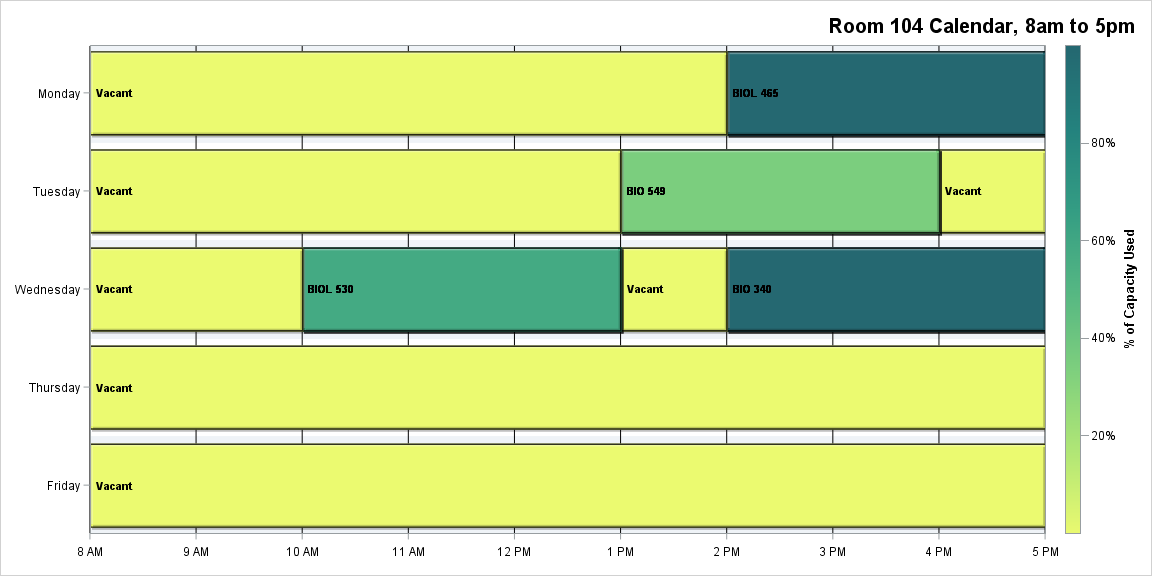 Room 104 Calendar, 8am to 5pm
Monday
Vacant
BIOL 465
Tuesday
Vacant
BIO 549
Vacant
Wednesday
Vacant
BIOL 530
Vacant
BIO 340
Thursday
Vacant
Friday
Vacant
8 AM
9 AM
10 AM
11 AM
12 PM
1 PM
2 PM
3 PM
4 PM
5 PM
80%
60%
40%
20%
% of Capacity Used